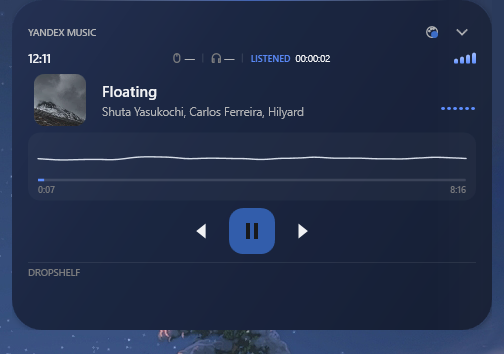 YANDEX MUSIC
12:11 — — LISTENED 00:00:02
Floating
Shuta Yasukochi, Carlos Ferreira, Hilyard
0:07 8:16
DROPSHELF